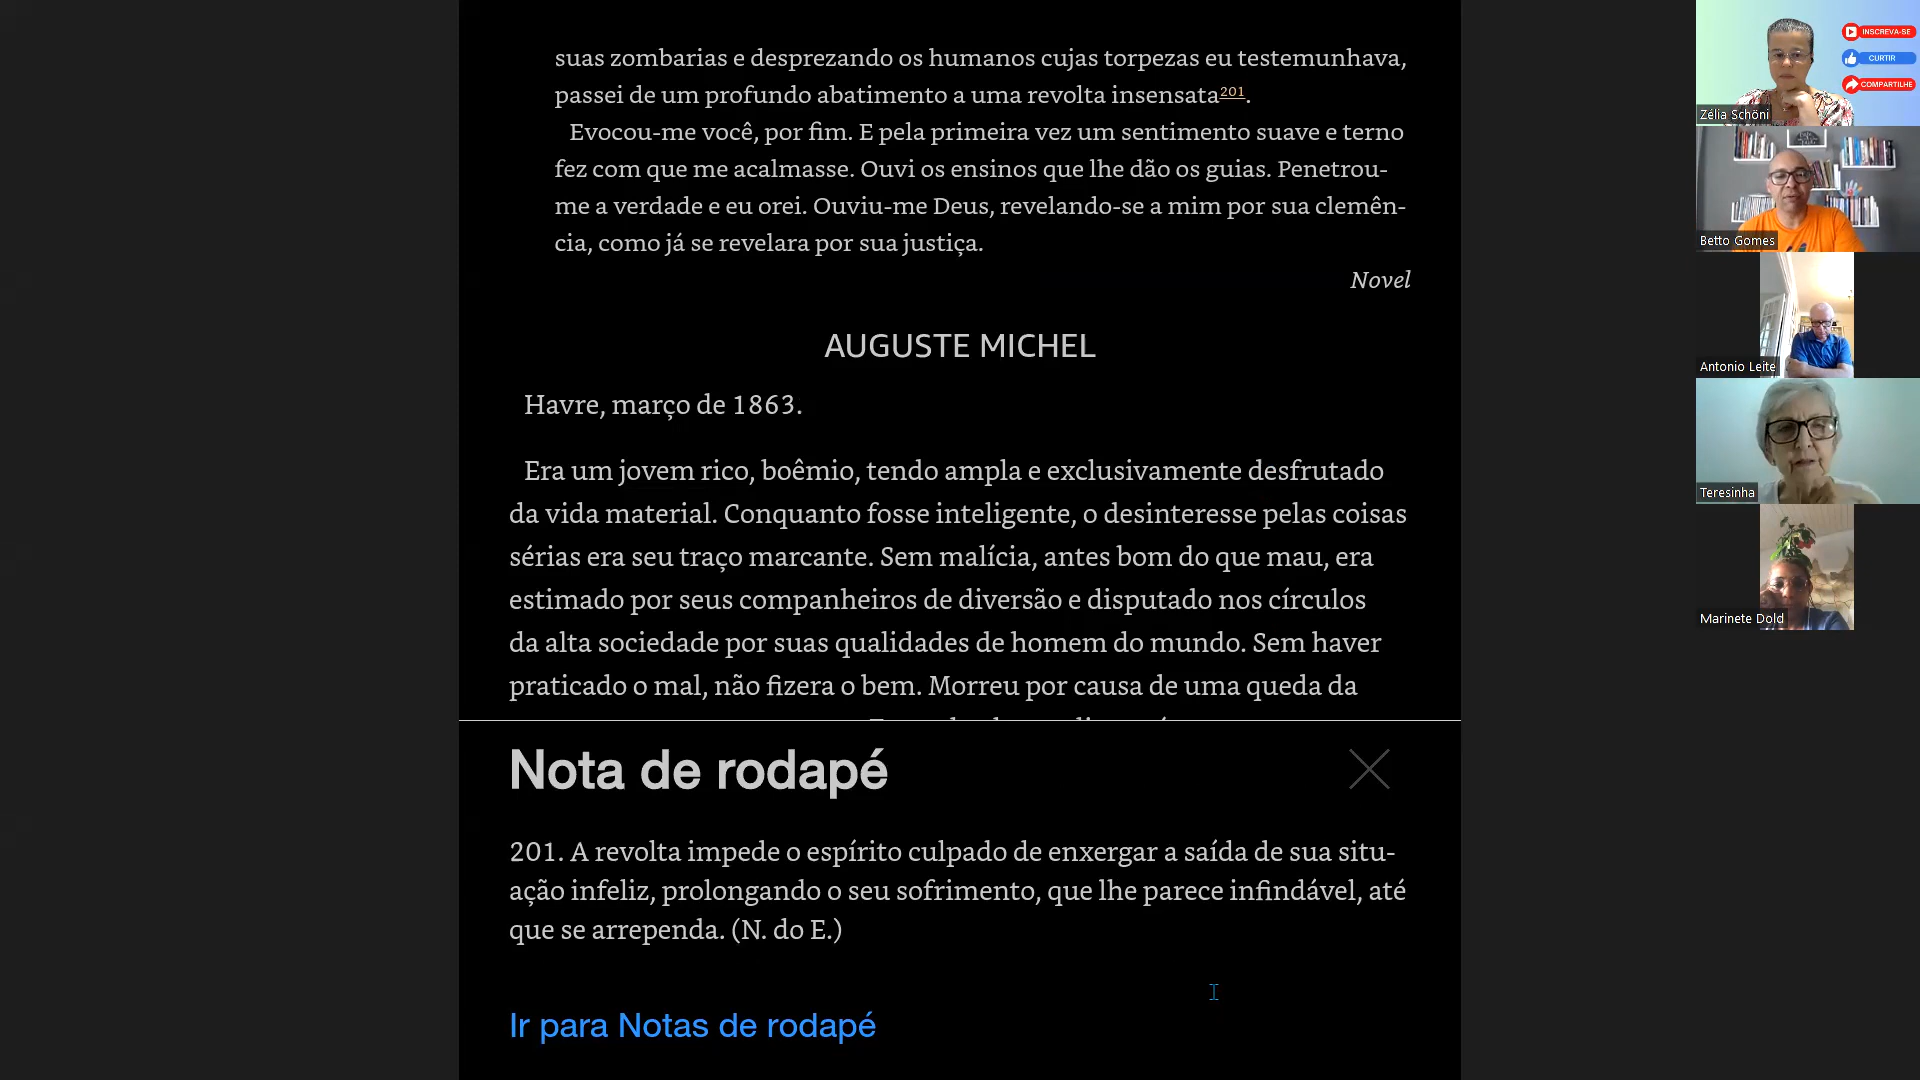 suas zombarias e desprezando os humanos cujas torpezas eu testemunhava,
passei de um profundo abatimento a uma revolta insensata201.
Evocou-me você, por fim. E pela primeira vez um sentimento suave e terno
fez com que me acalmasse. Ouvi os ensinos que lhe dão os guias. Penetrou-
me a verdade e eu orei. Ouviu-me Deus, revelando-se a mim por sua clemên-
cia, como já se revelara por sua justiça.
Novel
AUGUSTE MICHEL
Havre, março de 1863.
Era um jovem rico, boêmio, tendo ampla e exclusivamente desfrutado
da vida material. Conquanto fosse inteligente, o desinteresse pelas coisas
sérias era seu traço marcante. Sem malícia, antes bom do que mau, era
estimado por seus companheiros de diversão e disputado nos círculos
da alta sociedade por suas qualidades de homem do mundo. Sem haver
praticado o mal, não fizera o bem. Morreu por causa de uma queda da
Nota de rodapé
201. A revolta impede o espírito culpado de enxergar a saída de sua situ-
ação infeliz, prolongando o seu sofrimento, que lhe parece infindável, até
que se arrependa. (N. do E.)
Ir para Notas de rodapé
INSCREVA-SE
CURTIR
COMPARTILHE
Zélia Schöni
Betto Gomes
Antonio Leite
Teresinha
Marinete Dold